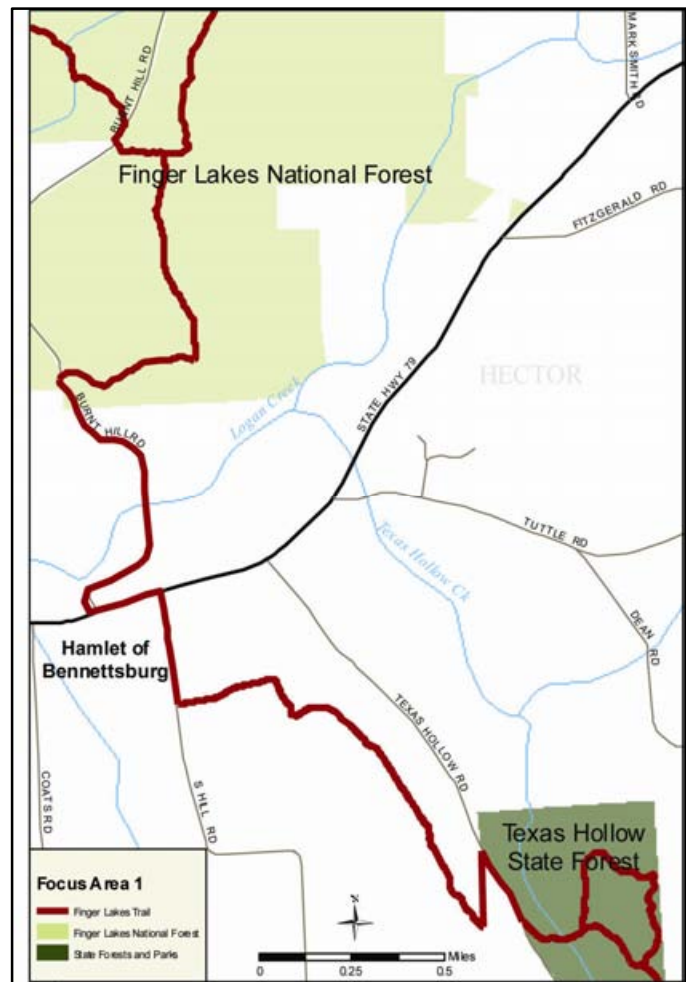 MARK SMITH RD
BURNT HILL RD
Finger Lakes National Forest
FITZGERALD RD
STATE HWY 79
HECTOR
Logan Creek
BURNT HILL RD
TUTTLE RD
Texas Hollow Ck
DEAN RD
Hamlet of
Bennettsburg
TEXAS HOLLOW RD
COATS RD
S HILL RD
Texas Hollow
State Forest
Focus Area 1
Finger Lakes Trail
Finger Lakes National Forest
State Forests and Parks
N
Miles
0 0.25 0.5